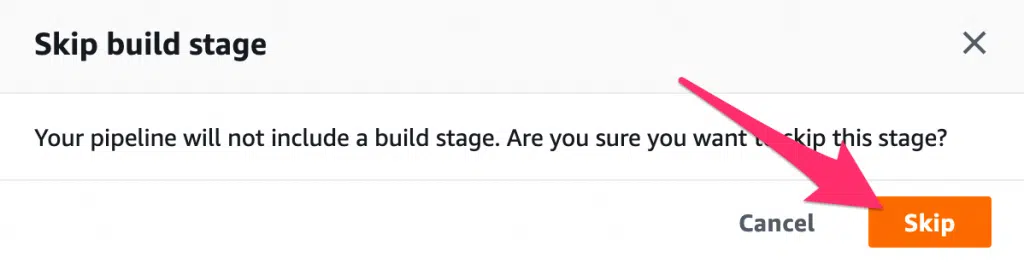 Skip build stage
Your pipeline will not include a build stage. Are you sure you want to skip this stage?
Cancel
Skip